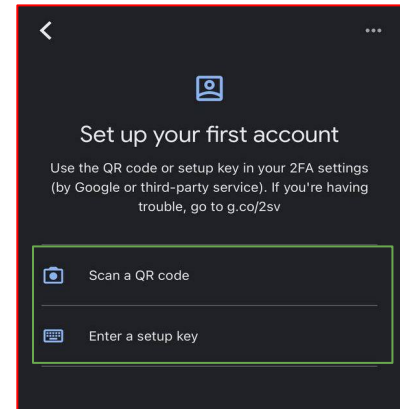 Set up your first account
Use the QR code or setup key in your 2FA settings
(by Google or third-party service). If you're having
trouble, go to g.co/2sv
Scan a QR code
Enter a setup key